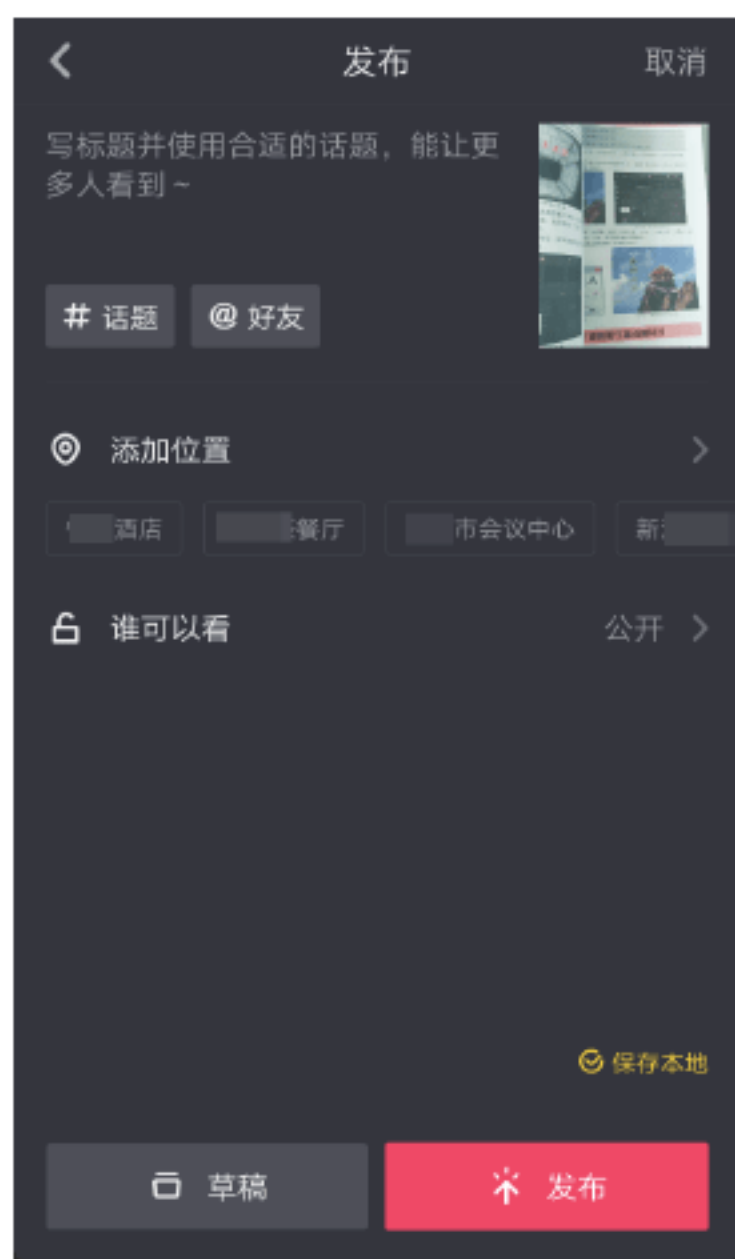 发布
取消
写标题并使用合适的话题，能让更
多人看到~
# 话题
@ 好友
添加位置
酒店
餐厅
市会议中心
新
谁可以看
公开
保存本地
草稿
发布